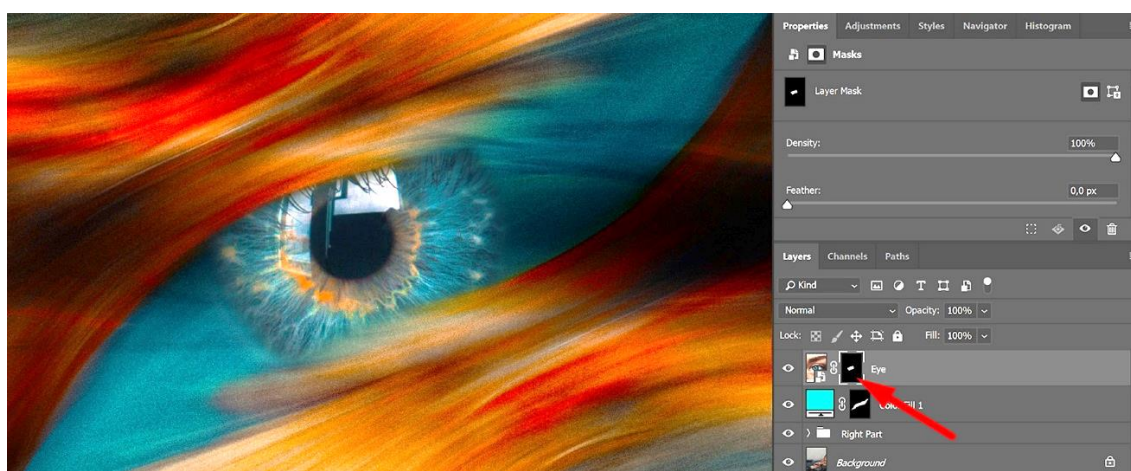 Properties Adjustments Styles Navigator Histogram
Masks
Layer Mask
Density: 100%
Feather: 0,0 px
Layers Channels Paths
Kind
Normal Opacity: 100%
Lock: Fill: 100%
Eye
Right Part
Background